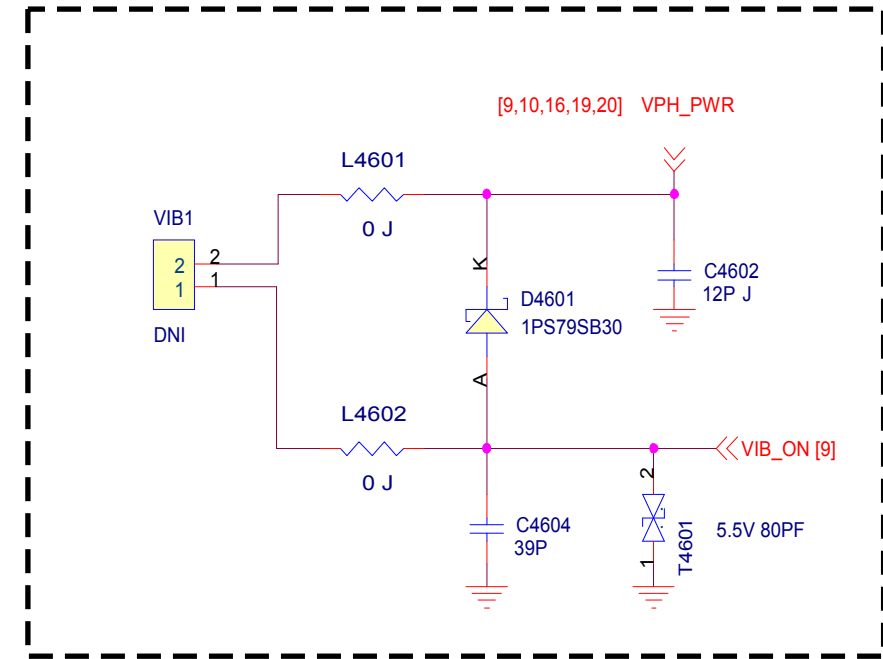 [9,10,16,19,20] VPH_PWR
L4601
0 J
VIB1
2
1
2
1
DNI
K
D4601
1PS79SB30
A
C4602
12P J
L4602
0 J
VIB_ON [9]
C4604
39P
2
1
T4601
5.5V 80PF